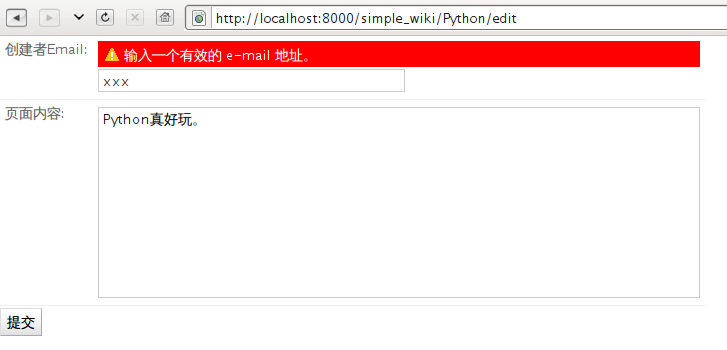 http://localhost:8000/simple_wiki/Python/edit
创建者Email:
输入一个有效的 e-mail 地址。
xxx
页面内容:
Python真好玩。
提交